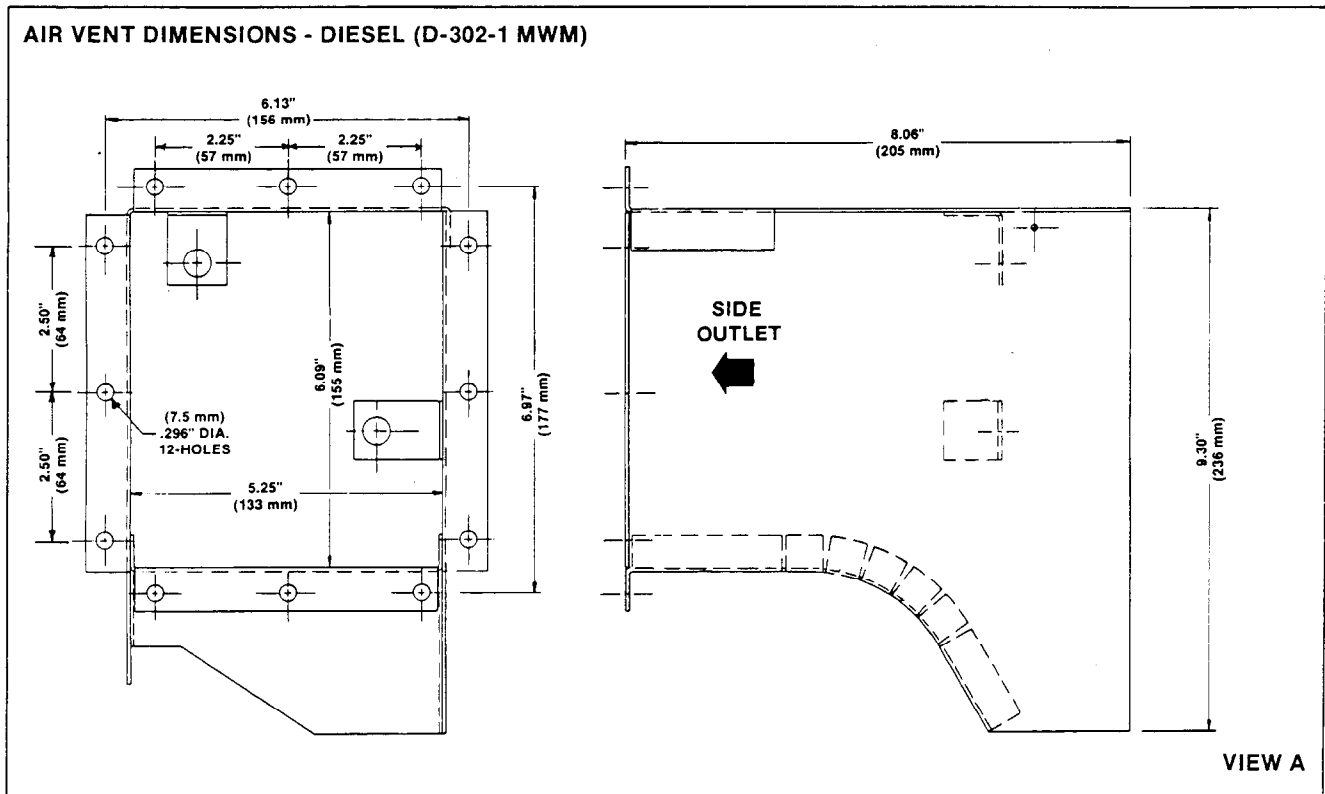 AIR VENT DIMENSIONS - DIESEL (D-302-1 MWM)
6.13"
(156 mm)
2.25"
(57 mm)
2.25"
(57 mm)
8.06"
(205 mm)
2.50"
(64 mm)
2.50"
(64 mm)
(7.5 mm)
.296" DIA.
12-HOLES
6.09"
(155 mm)
5.25"
(133 mm)
6.97"
(177 mm)
SIDE
OUTLET
9.30"
(236 mm)
VIEW A